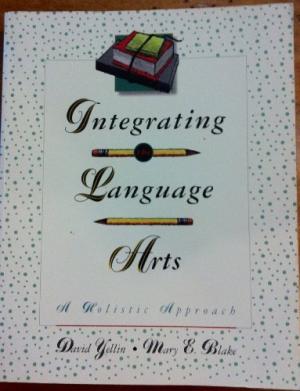 Integrating
Language
Arts
A Holistic Approach
David Yellin • Mary E. Blake